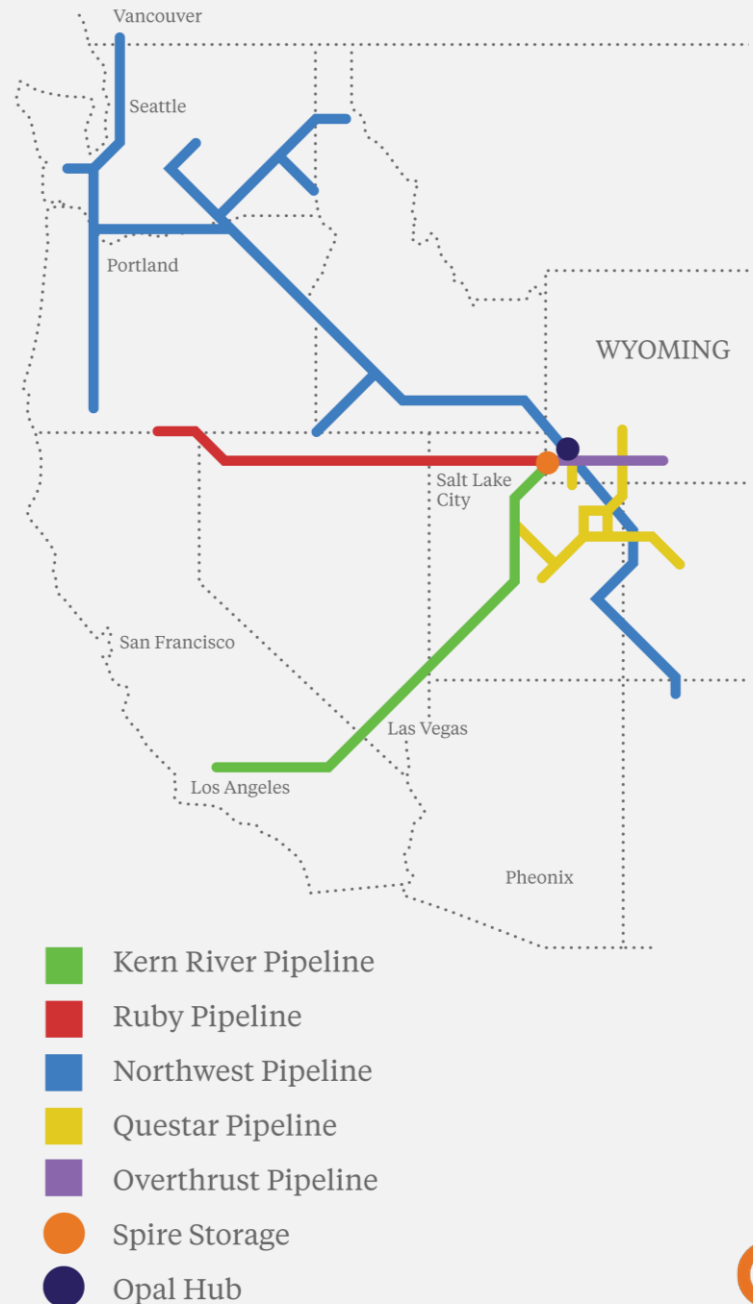 Vancouver
Seattle
Portland
WYOMING
Salt Lake
City
San Francisco
Las Vegas
Los Angeles
Pheonix
Kern River Pipeline
Ruby Pipeline
Northwest Pipeline
Questar Pipeline
Overthrust Pipeline
Spire Storage
Opal Hub